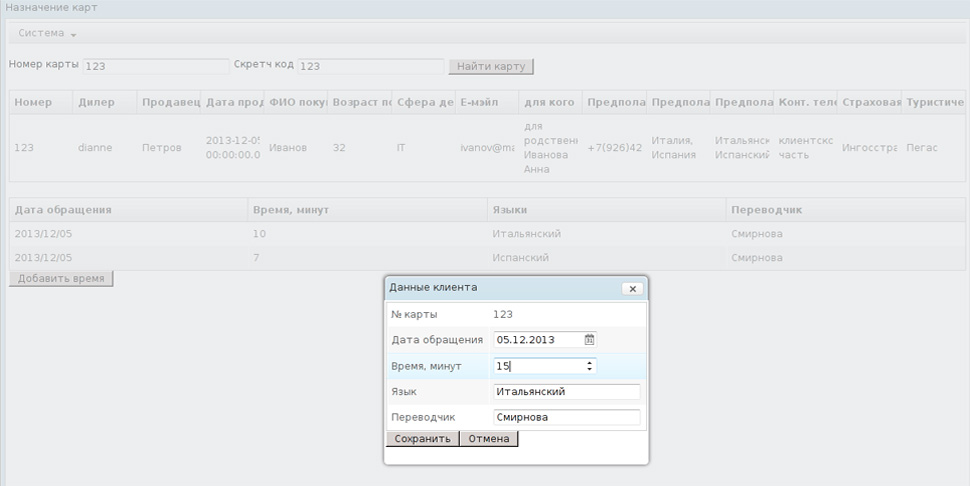 Назначение карт
Система
Номер карты 123 Скретч код 123 Найти карту
Номер Дилер Продавец Дата прод ФИО поку Возраст по Сфера де Е-мэйл для кого Предпола Предпола Предпола Конт. теле Страховая Туристиче
123 dianne Петров 2013-12-05 00:00:00.0 Иванов 32 IT ivanov@ma для родственн Иванова Анна +7(926)42 Италия, Испания Итальянск Испанский клиентско часть Ингосстра Пегас
Дата обращения Время, минут Языки Переводчик
2013/12/05 10 Итальянский Смирнова
2013/12/05 7 Испанский Смирнова
Добавить время
Данные клиента
№ карты 123
Дата обращения 05.12.2013
Время, минут 15
Язык Итальянский
Переводчик Смирнова
Сохранить Отмена